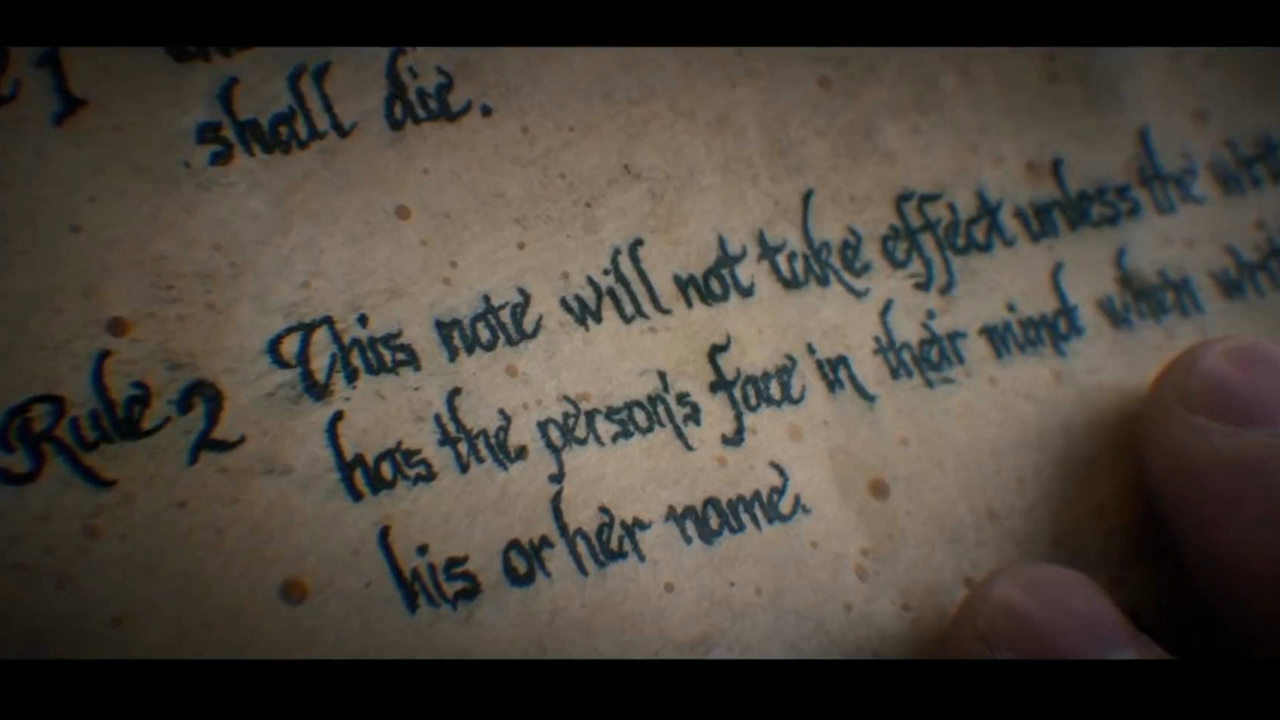 1
shall die.
Rule 2 This note will not take effect unless the
has the person's face in their mind when
his or her name.